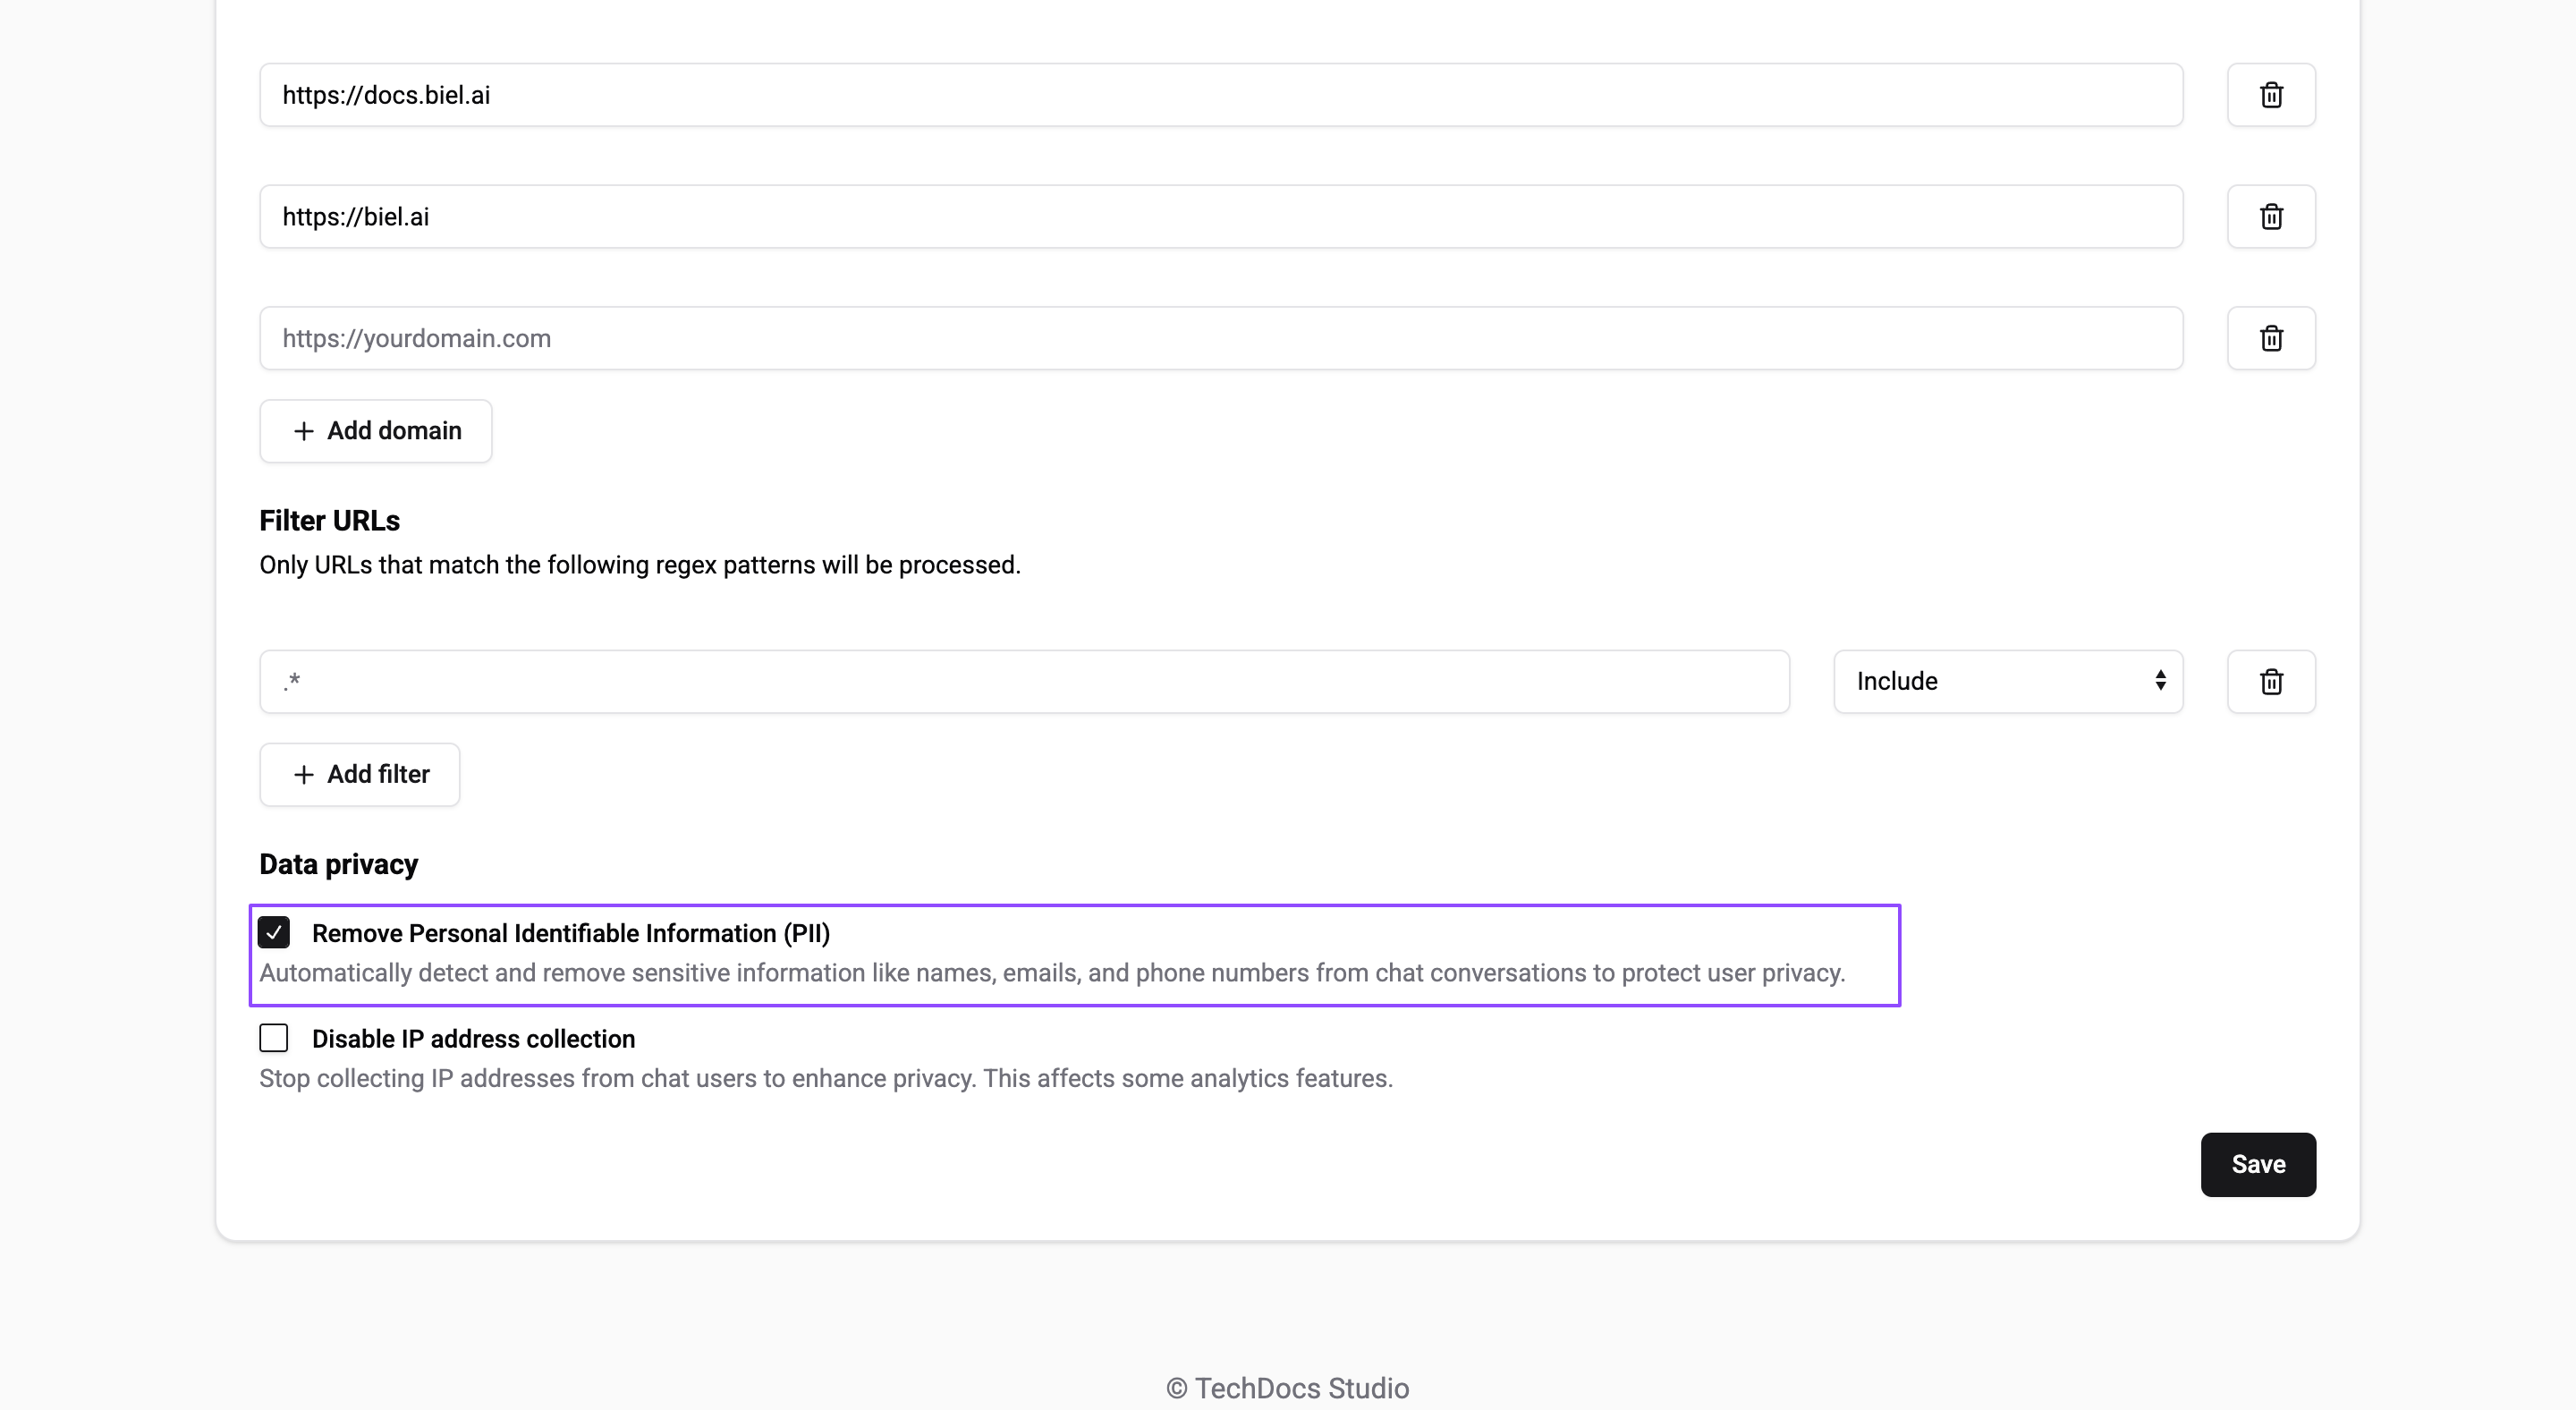 https://docs.biel.ai
https://biel.ai
https://yourdomain.com
+ Add domain
Filter URLs
Only URLs that match the following regex patterns will be processed.
.*
Include
+ Add filter
Data privacy
Remove Personal Identifiable Information (PII)
Automatically detect and remove sensitive information like names, emails, and phone numbers from chat conversations to protect user privacy.
Disable IP address collection
Stop collecting IP addresses from chat users to enhance privacy. This affects some analytics features.
Save
© TechDocs Studio